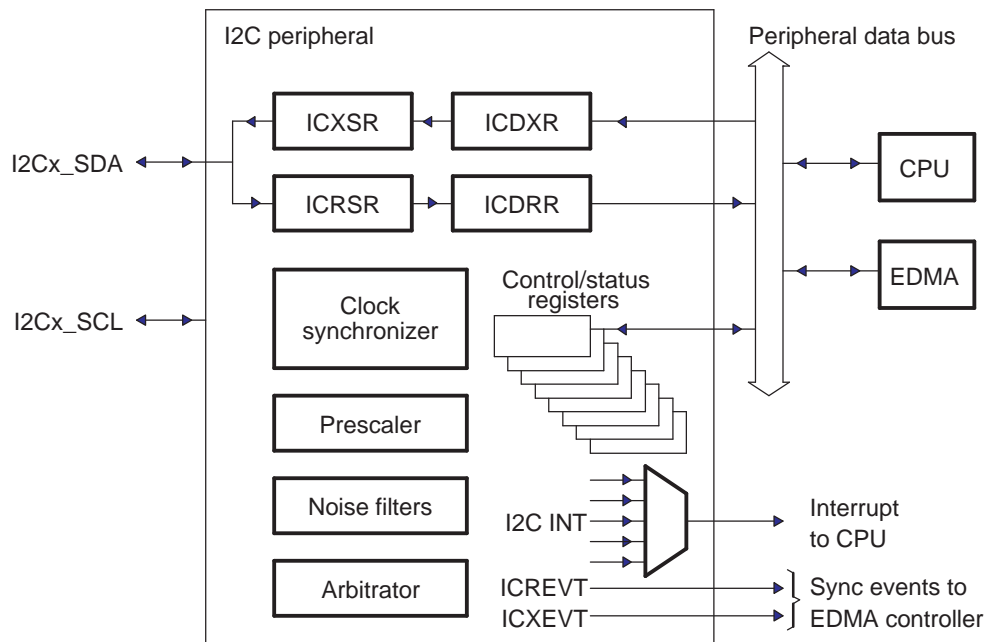 I2C peripheral
Peripheral data bus
ICXSR
ICDXR
I2Cx_SDA
CPU
ICRSR
ICDRR
EDMA
Control/status
registers
Clock
synchronizer
I2Cx_SCL
Prescaler
Noise filters
I2C INT
Interrupt
to CPU
Arbitrator
ICREVT
ICXEVT
Sync events to
EDMA controller